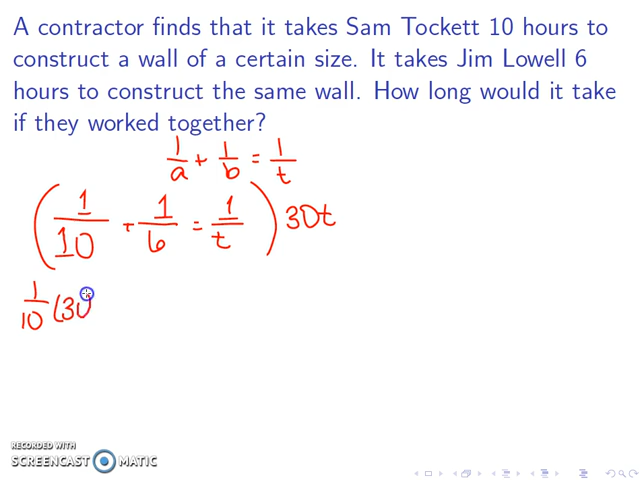 A contractor finds that it takes Sam Tockett 10 hours to
construct a wall of a certain size. It takes Jim Lowell 6
hours to construct the same wall. How long would it take
if they worked together?
1/a + 1/b = 1/t
(1/10 + 1/6 = 1/t) 30t
1/10 (30
RECORDED WITH
SCREENCAST MATIC